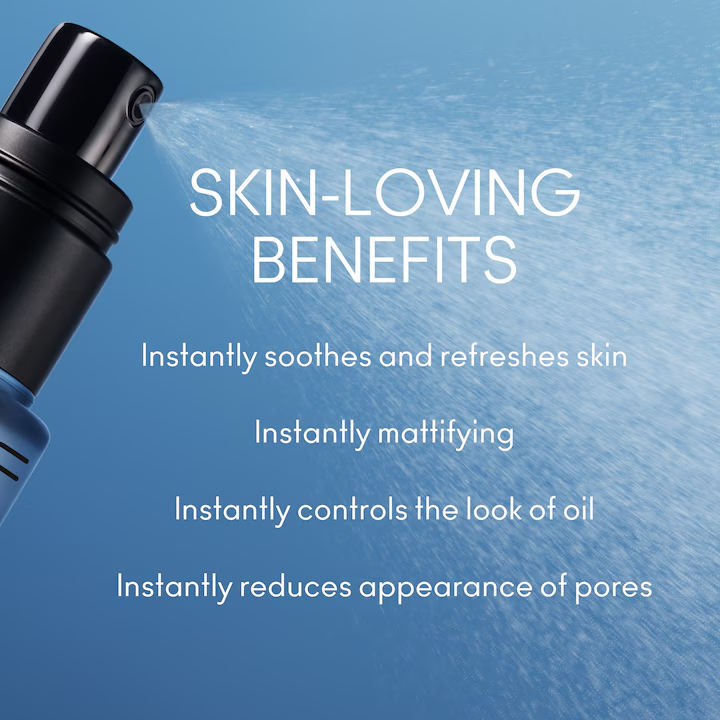 SKIN-LOVING
BENEFITS
Instantly soothes and refreshes skin
Instantly mattifying
Instantly controls the look of oil
Instantly reduces appearance of pores